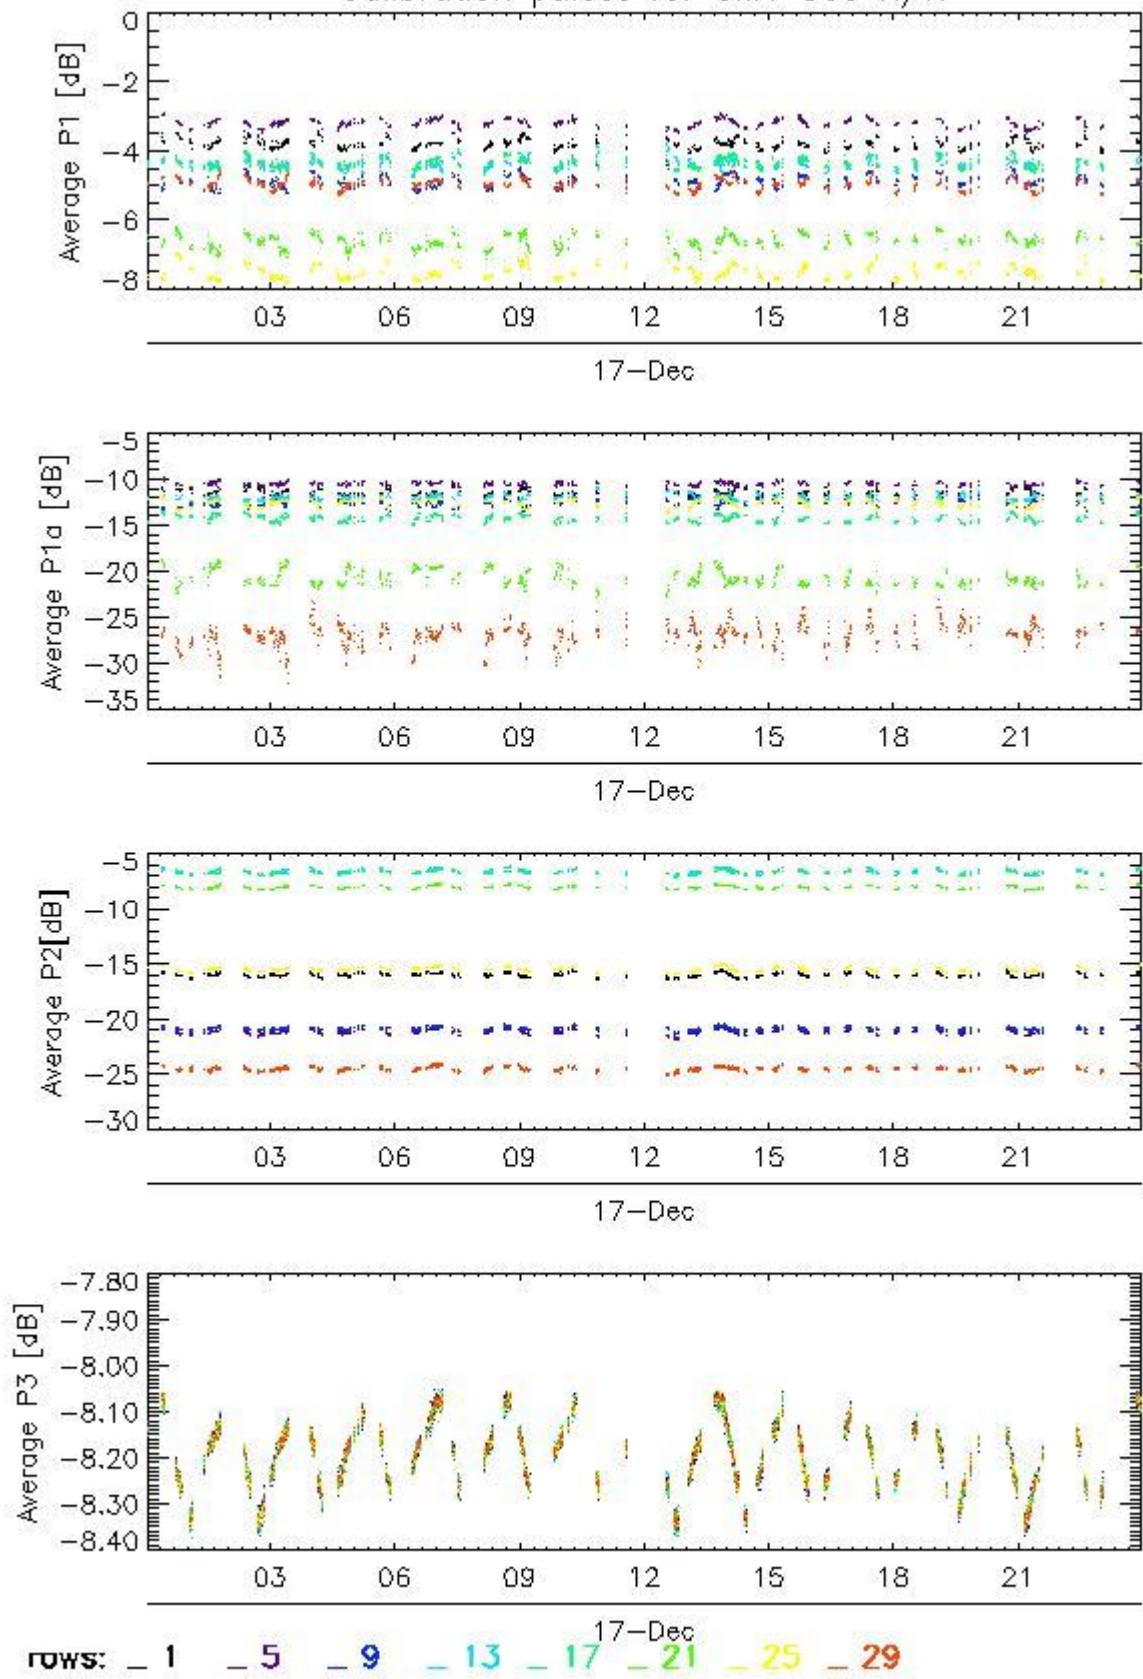 0
-2
-4
-6
-8
Average P1 [dB]
03 06 09 12 15 18 21
17-Dec
-5
-10
-15
-20
-25
-30
-35
Average P1a [dB]
03 06 09 12 15 18 21
17-Dec
-5
-10
-15
-20
-25
-30
Average P2[dB]
03 06 09 12 15 18 21
17-Dec
-7.80
-7.90
-8.00
-8.10
-8.20
-8.30
-8.40
Average P3 [dB]
03 06 09 12 15 18 21
17-Dec
rows: _ 1 _ 5 _ 9 _ 13 _ 17 _ 21 _ 25 _ 29